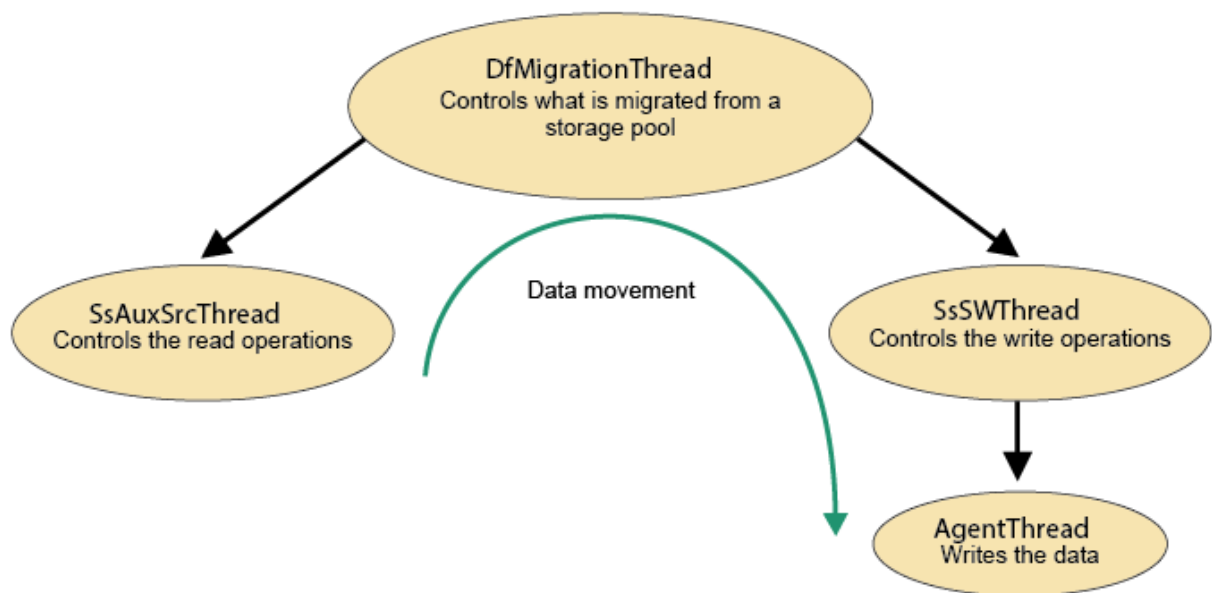 DfMigrationThread
Controls what is migrated from a
storage pool
SsAuxSrcThread
Controls the read operations
Data movement
SsSWThread
Controls the write operations
AgentThread
Writes the data